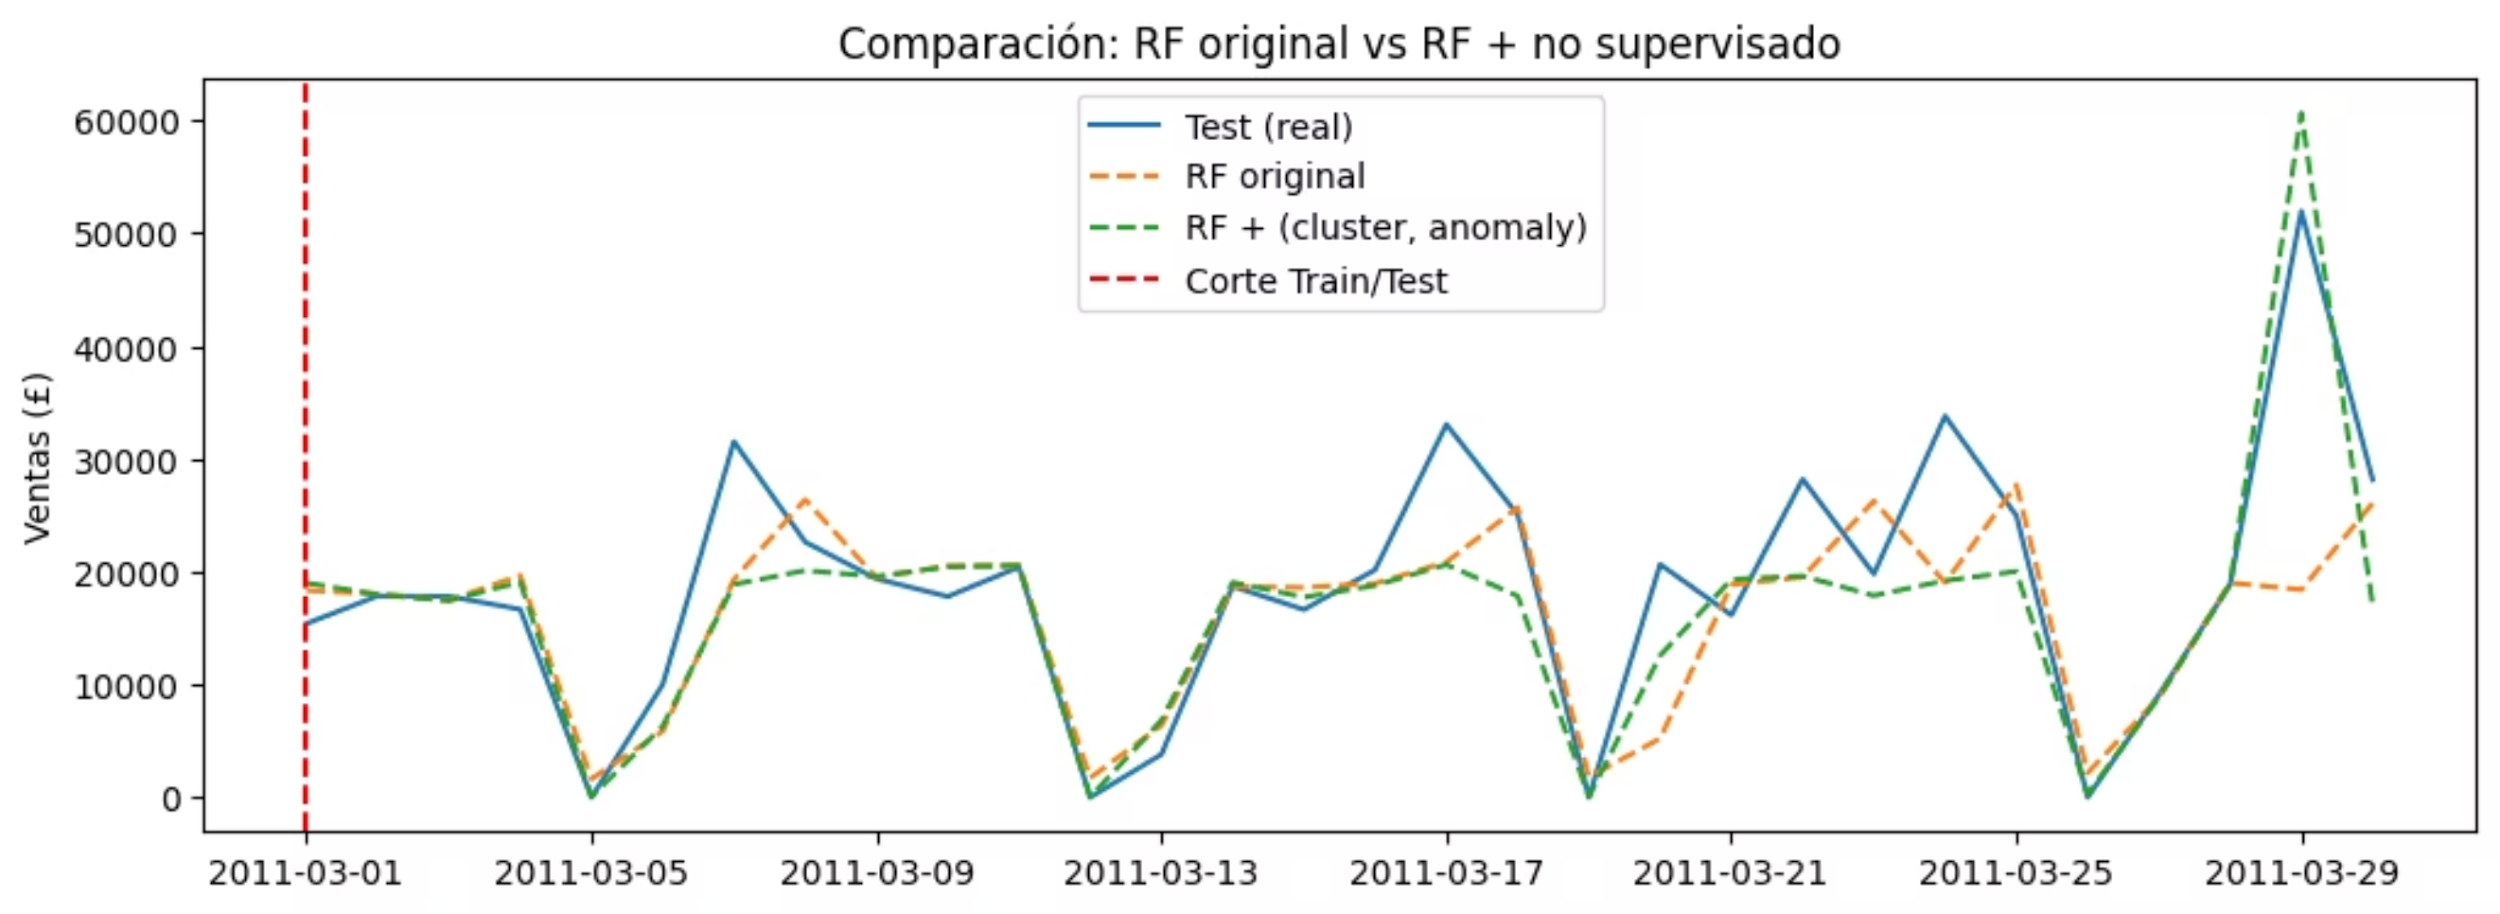 Comparación: RF original vs RF + no supervisado
Test (real)
RF original
RF + (cluster, anomaly)
Corte Train/Test
Ventas (£)
60000
50000
40000
30000
20000
10000
0
2011-03-01 2011-03-05 2011-03-09 2011-03-13 2011-03-17 2011-03-21 2011-03-25 2011-03-29